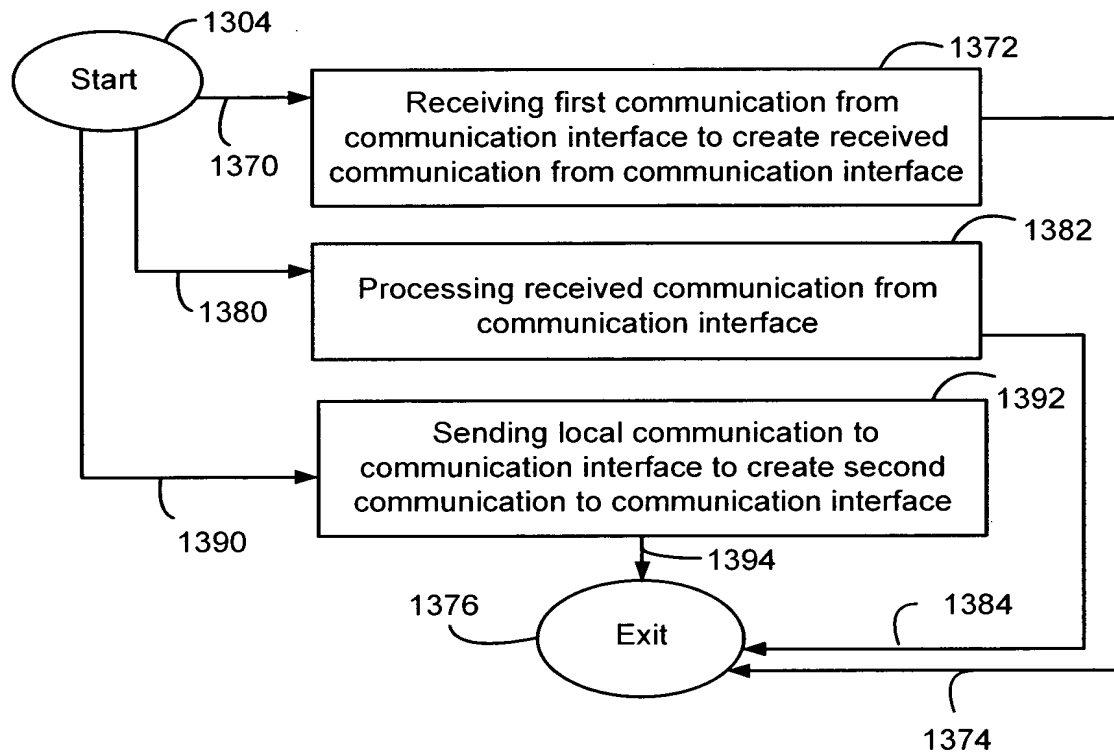 1304
Start
1372
Receiving first communication from
communication interface to create received
communication from communication interface
1370
1382
Processing received communication from
communication interface
1380
1392
Sending local communication to
communication interface to create second
communication to communication interface
1390
1394
1376
Exit
1384
1374